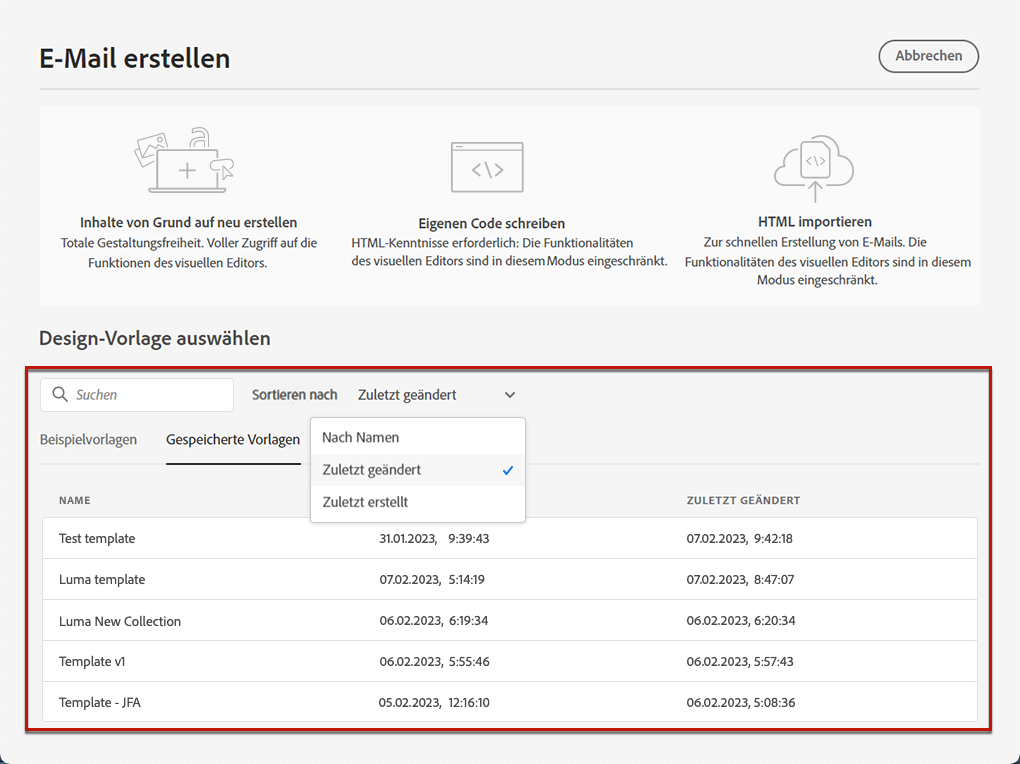 E-Mail erstellen
Abbrechen
Inhalte von Grund auf neu erstellen
Totale Gestaltungsfreiheit. Voller Zugriff auf die
Funktionen des visuellen Editors.
Eigenen Code schreiben
HTML-Kenntnisse erforderlich: Die Funktionalitäten
des visuellen Editors sind in diesem Modus eingeschränkt.
HTML importieren
Zur schnellen Erstellung von E-Mails. Die
Funktionalitäten des visuellen Editors sind in diesem
Modus eingeschränkt.
Design-Vorlage auswählen
Suchen
Sortieren nach Zuletzt geändert
Beispielvorlagen Gespeicherte Vorlagen
Nach Namen
Zuletzt geändert
Zuletzt erstellt
NAME ZULETZT GEÄNDERT
Test template 31.01.2023, 9:39:43 07.02.2023, 9:42:18
Luma template 07.02.2023, 5:14:19 07.02.2023, 8:47:07
Luma New Collection 06.02.2023, 6:19:34 06.02.2023, 6:20:34
Template v1 06.02.2023, 5:55:46 06.02.2023, 5:57:43
Template - JFA 05.02.2023, 12:16:10 06.02.2023, 5:08:36